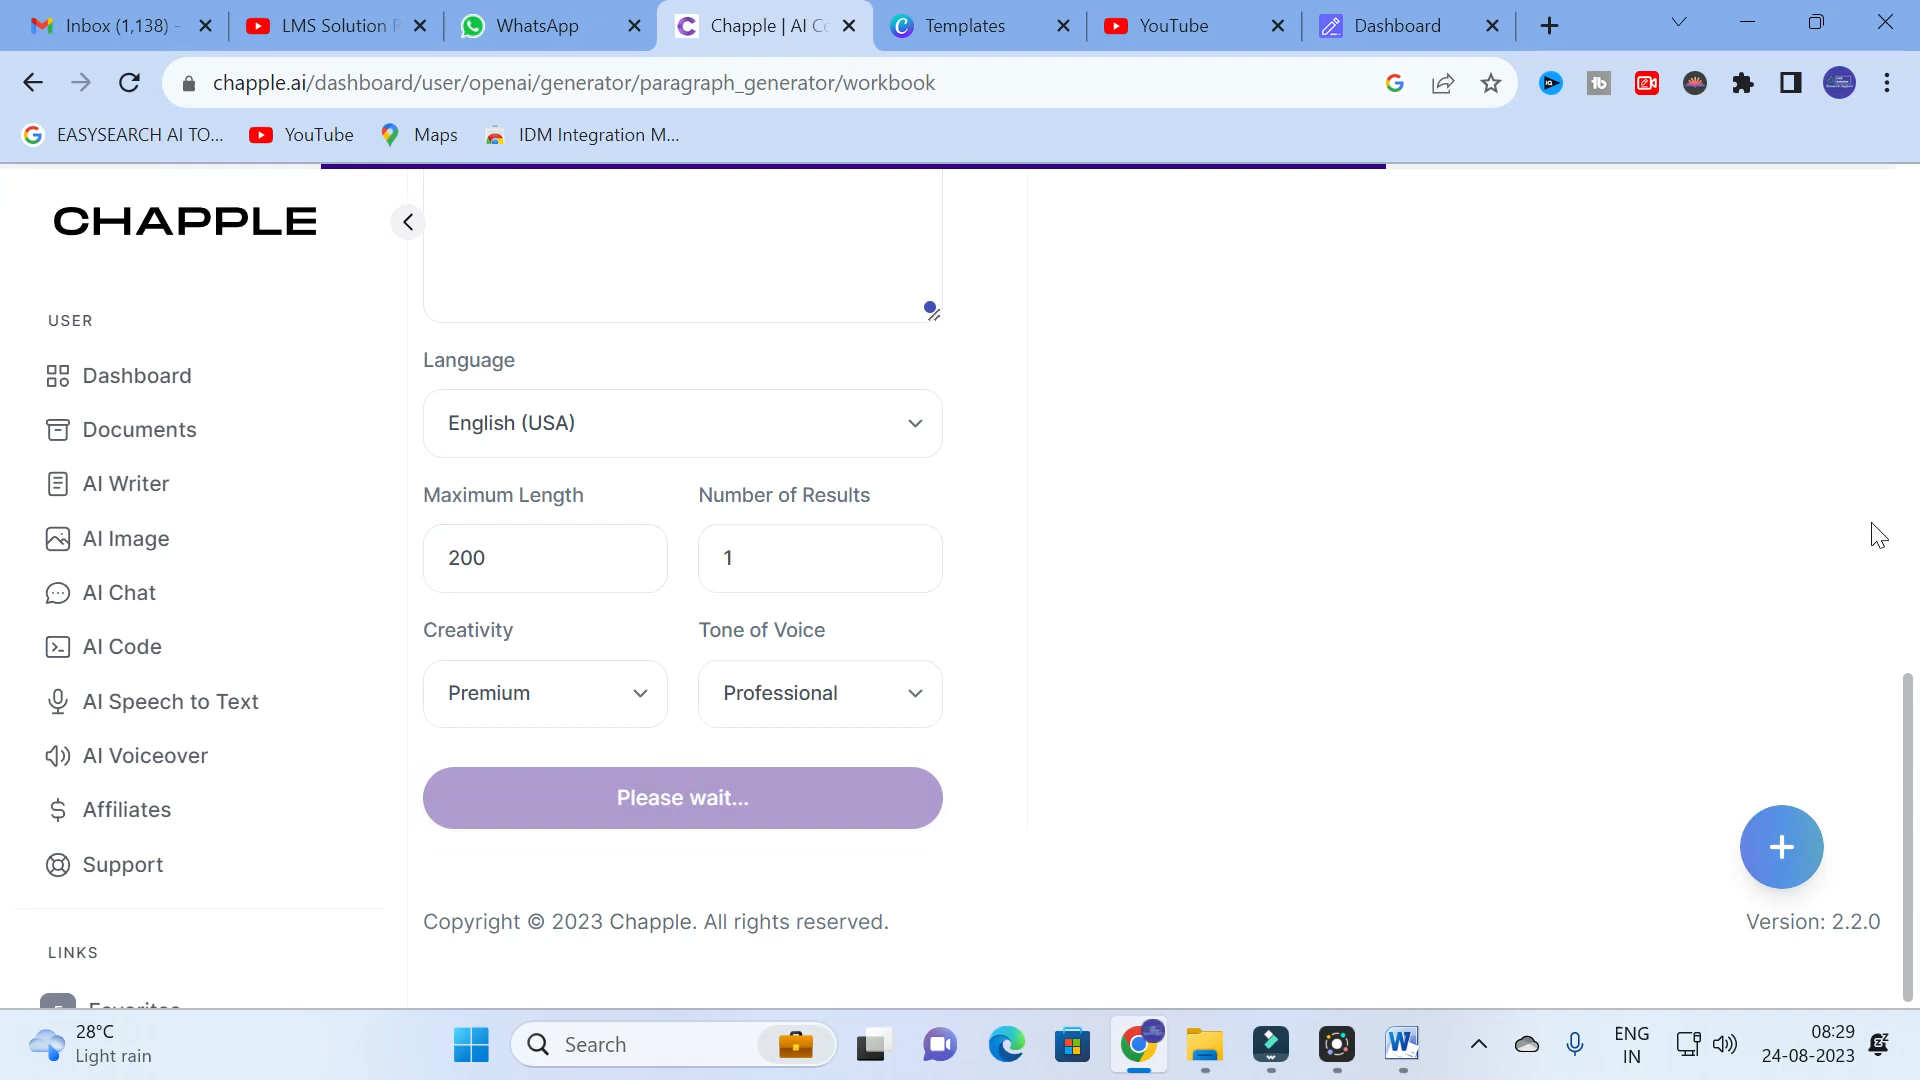 Inbox (1,138) -
LMS Solution
WhatsApp
Chapple | AI Co
Templates
YouTube
Dashboard
chapple.ai/dashboard/user/openai/generator/paragraph_generator/workbook
EASYSEARCH AI TO...
YouTube
Maps
IDM Integration M...
CHAPPLE
USER
Dashboard
Documents
AI Writer
AI Image
AI Chat
AI Code
AI Speech to Text
AI Voiceover
Affiliates
Support
LINKS
Language
English (USA)
Maximum Length
Number of Results
200
1
Creativity
Tone of Voice
Premium
Professional
Please wait...
Copyright © 2023 Chapple. All rights reserved.
Version: 2.2.0
28°C
Light rain
Search
ENG
IN
08:29
24-08-2023